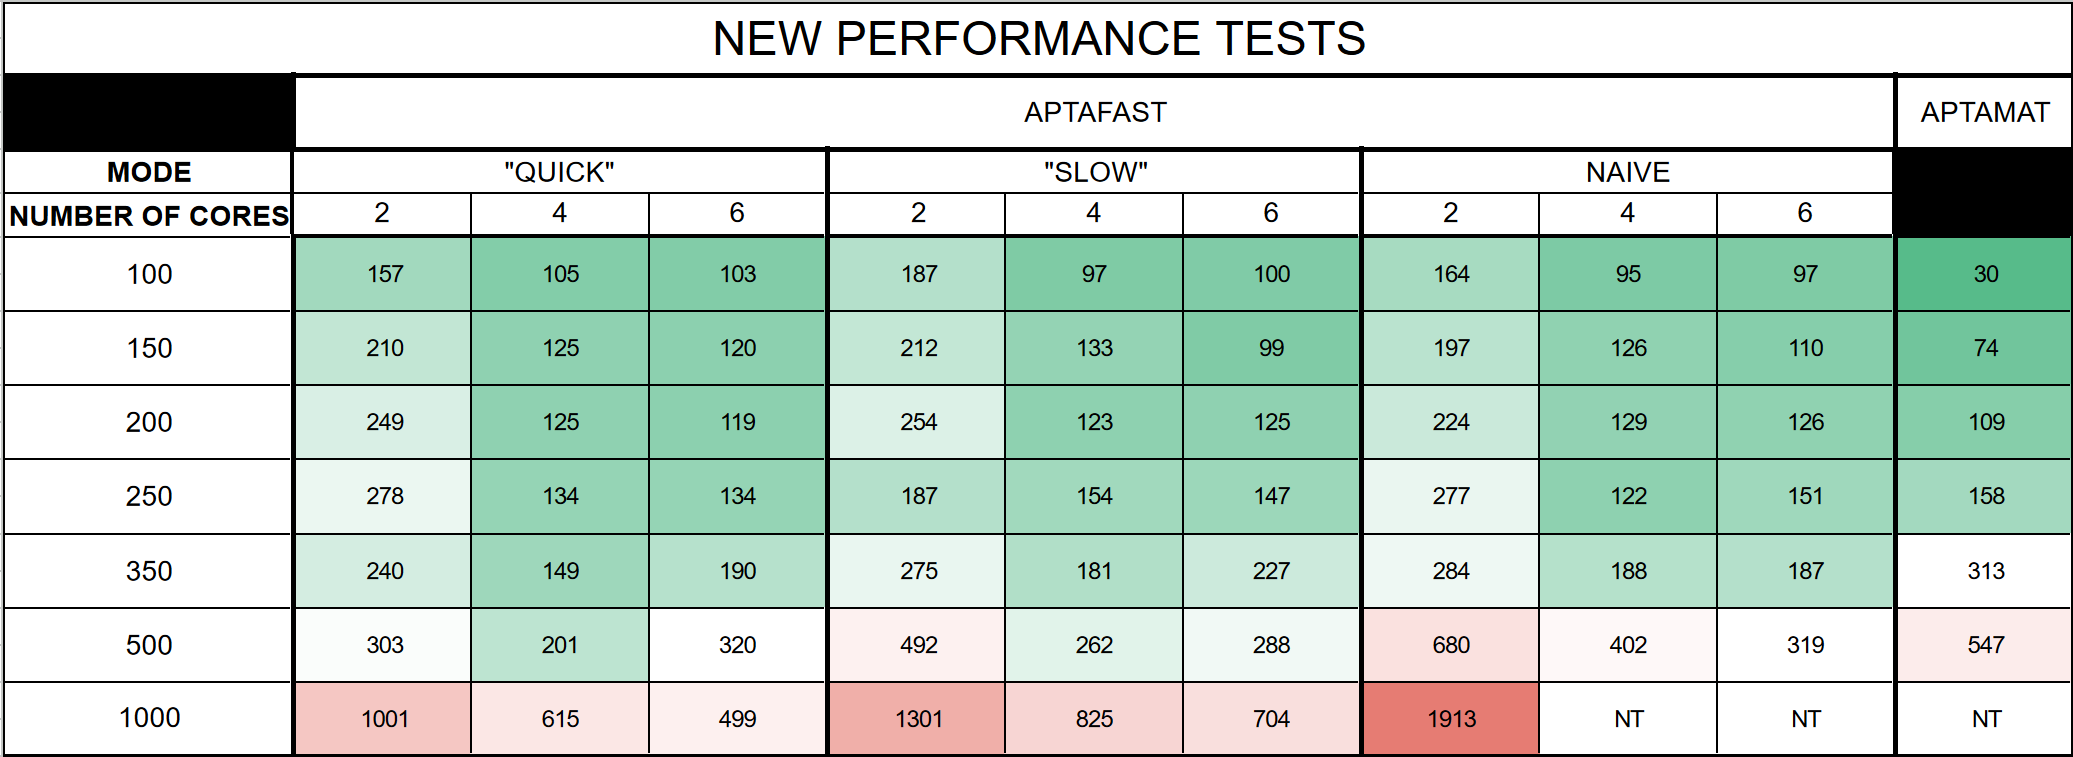 NEW PERFORMANCE TESTS
APTAFAST APTAMAT
MODE "QUICK" "SLOW" NAIVE
NUMBER OF CORES 2 4 6 2 4 6 2 4 6
100 157 105 103 187 97 100 164 95 97 30
150 210 125 120 212 133 99 197 126 110 74
200 249 125 119 254 123 125 224 129 126 109
250 278 134 134 187 154 147 277 122 151 158
350 240 149 190 275 181 227 284 188 187 313
500 303 201 320 492 262 288 680 402 319 547
1000 1001 615 499 1301 825 704 1913 NT NT NT